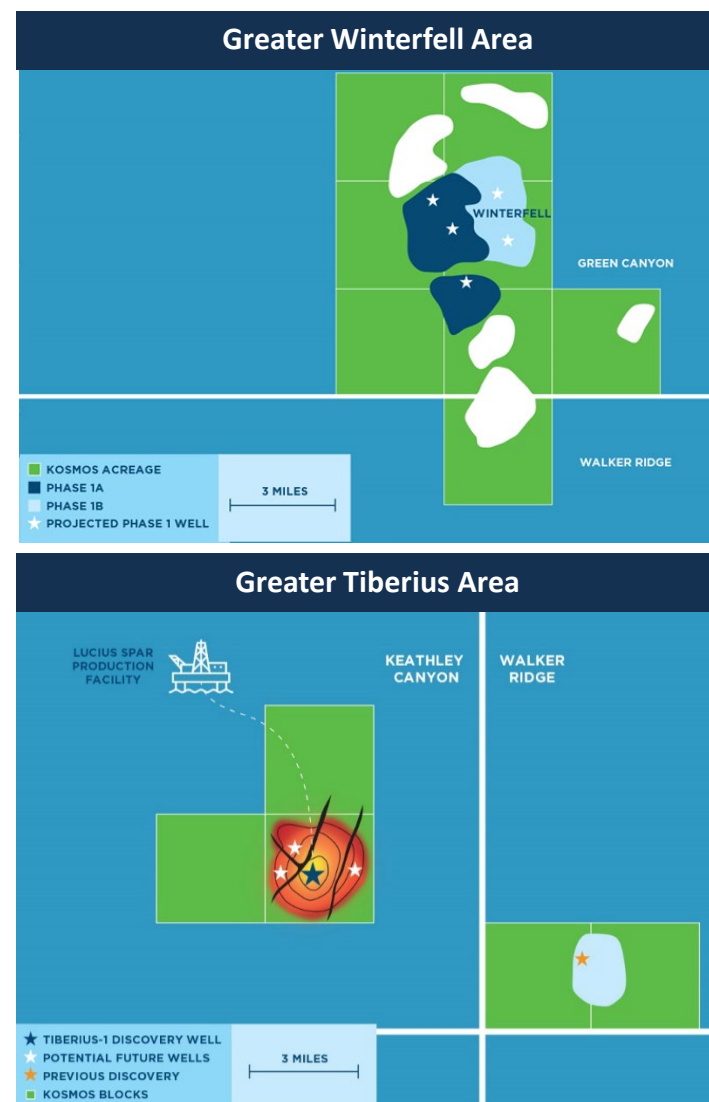 Greater Winterfell Area
WINTERFELL
GREEN CANYON
WALKER RIDGE
KOSMOS ACREAGE
PHASE 1A
PHASE 1B
PROJECTED PHASE 1 WELL
3 MILES
Greater Tiberius Area
LUCIUS SPAR
PRODUCTION
FACILITY
KEATHLEY
CANYON
WALKER
RIDGE
TIBERIUS-1 DISCOVERY WELL
POTENTIAL FUTURE WELLS
PREVIOUS DISCOVERY
KOSMOS BLOCKS
3 MILES